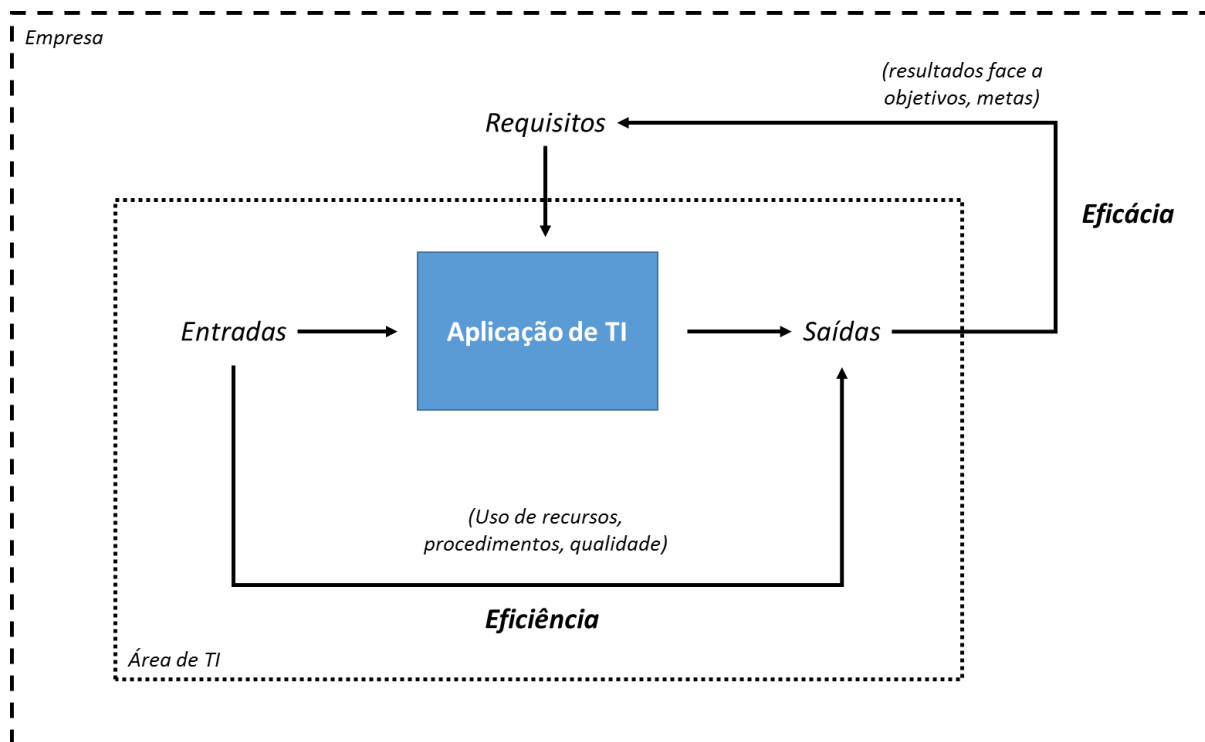 Empresa
(resultados face a
objetivos, metas)
Requisitos
Eficácia
Entradas
Aplicação de TI
Saídas
(Uso de recursos,
procedimentos, qualidade)
Eficiência
Área de TI